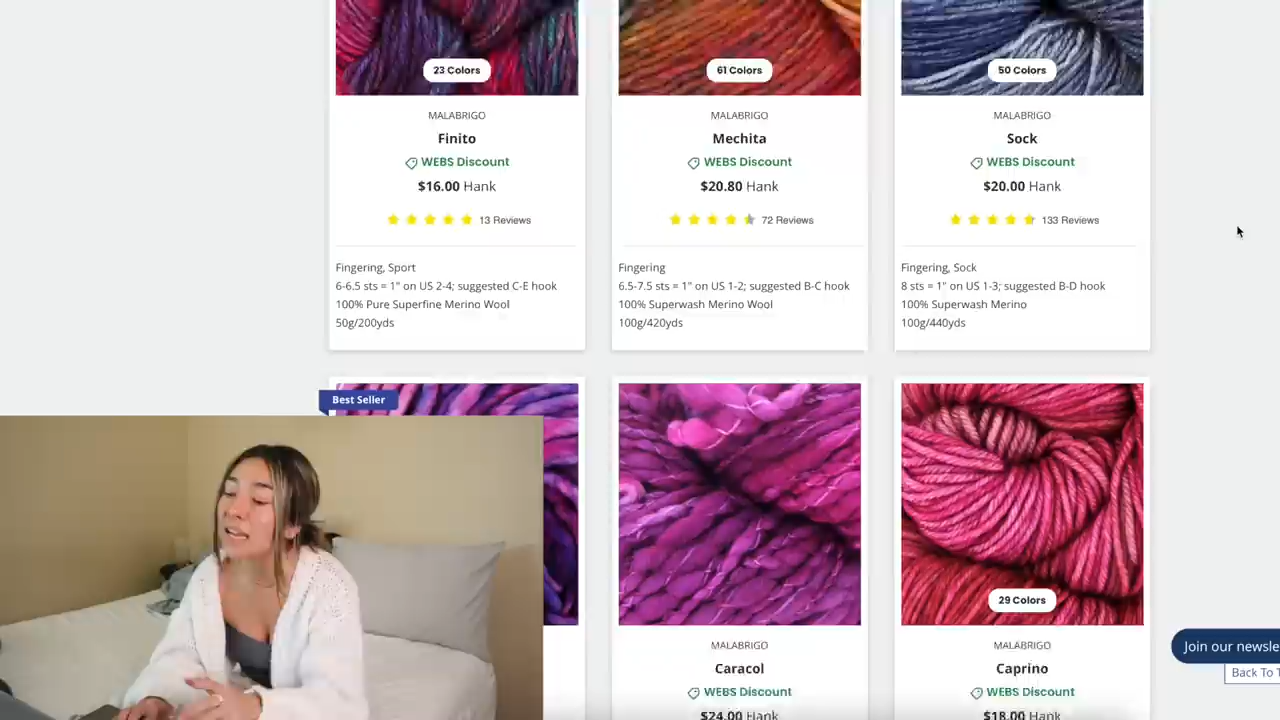 23 Colors
MALABRIGO
Finito
WEBS Discount
$16.00 Hank
13 Reviews
Fingering, Sport
6-6.5 sts = 1" on US 2-4; suggested C-E hook
100% Pure Superfine Merino Wool
50g/200yds
61 Colors
MALABRIGO
Mechita
WEBS Discount
$20.80 Hank
72 Reviews
Fingering
6.5-7.5 sts = 1" on US 1-2; suggested B-C hook
100% Superwash Merino Wool
100g/420yds
50 Colors
MALABRIGO
Sock
WEBS Discount
$20.00 Hank
133 Reviews
Fingering, Sock
8 sts = 1" on US 1-3; suggested B-D hook
100% Superwash Merino
100g/440yds
Best Seller
MALABRIGO
Caracol
WEBS Discount
$24.00 Hank
29 Colors
MALABRIGO
Caprino
WEBS Discount
$18.00 Hank
Join our newsle
Back To T